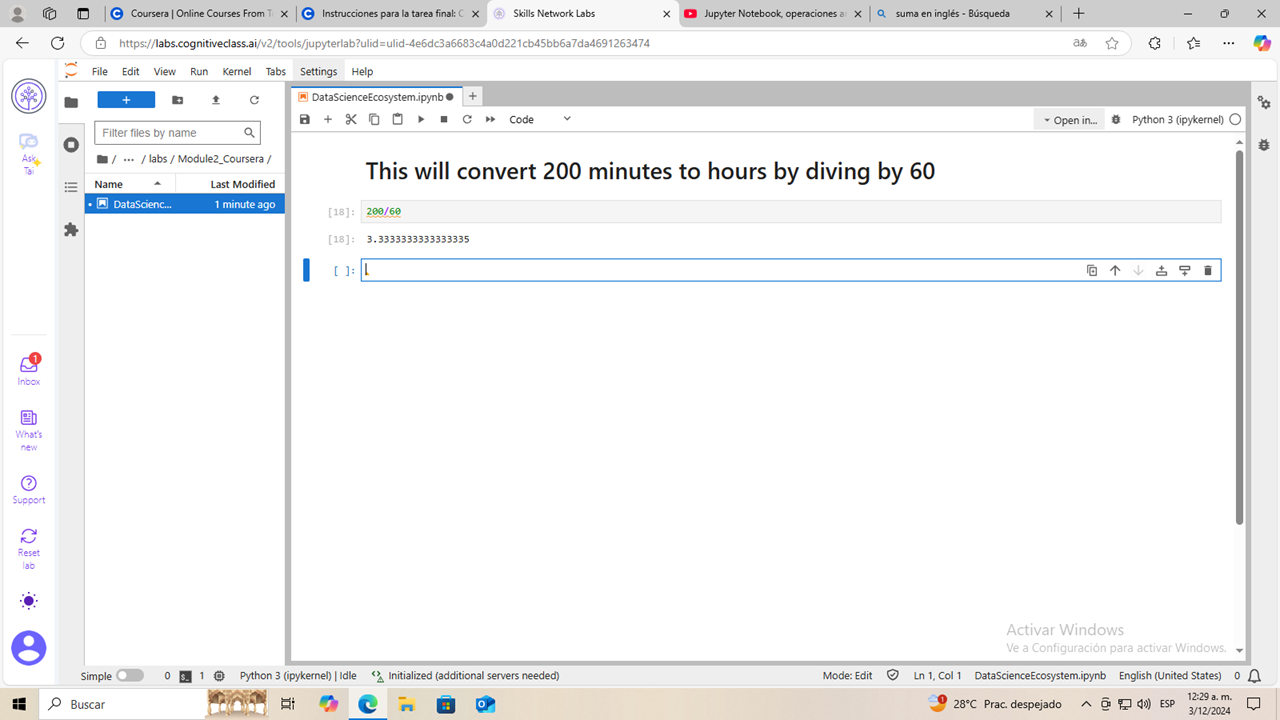 Coursera | Online Courses From T
Instrucciones para la tarea final: C
Skills Network Labs
Jupyter Notebook, operaciones ar
suma en inglés - Búsqueda
https://labs.cognitiveclass.ai/v2/tools/jupyterlab?ulid=ulid-4e6dc3a6683c4a0d221cb45bb6a7da4691263474
File Edit View Run Kernel Tabs Settings Help
Ask
Tai
Inbox
1
What's
new
Support
Reset
lab
Filter files by name
/ ... / labs / Module2_Coursera /
Name Last Modified
DataScienc... 1 minute ago
DataScienceEcosystem.ipynb
Code
Open in...
Python 3 (ipykernel)
This will convert 200 minutes to hours by diving by 60
[18]: 200/60
[18]: 3.3333333333333335
[ ]:
Activar Windows
Ve a Configuración para activar Windows.
Simple 0 1 Python 3 (ipykernel) | Idle Initialized (additional servers needed) Mode: Edit Ln 1, Col 1 DataScienceEcosystem.ipynb English (United States) 0
Buscar
1
28°C Prac. despejado
ESP
12:29 a. m.
3/12/2024